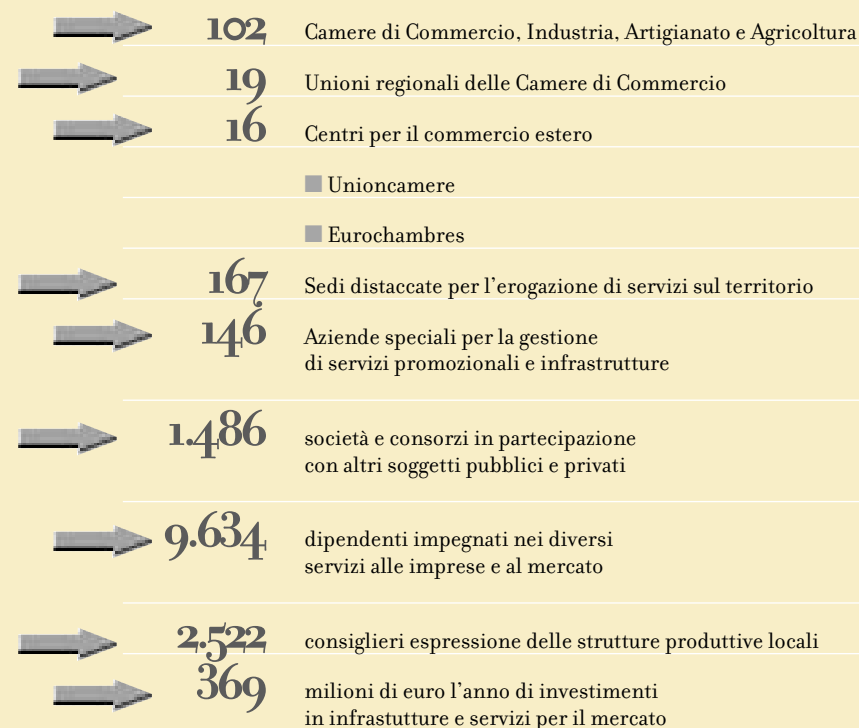 102 Camere di Commercio, Industria, Artigianato e Agricoltura
19 Unioni regionali delle Camere di Commercio
16 Centri per il commercio estero
Unioncamere
Eurochambres
167 Sedi distaccate per l'erogazione di servizi sul territorio
146 Aziende speciali per la gestione
di servizi promozionali e infrastrutture
1.486 società e consorzi in partecipazione
con altri soggetti pubblici e privati
9.634 dipendenti impegnati nei diversi
servizi alle imprese e al mercato
2.522 consiglieri espressione delle strutture produttive locali
369 milioni di euro l'anno di investimenti
in infrastutture e servizi per il mercato